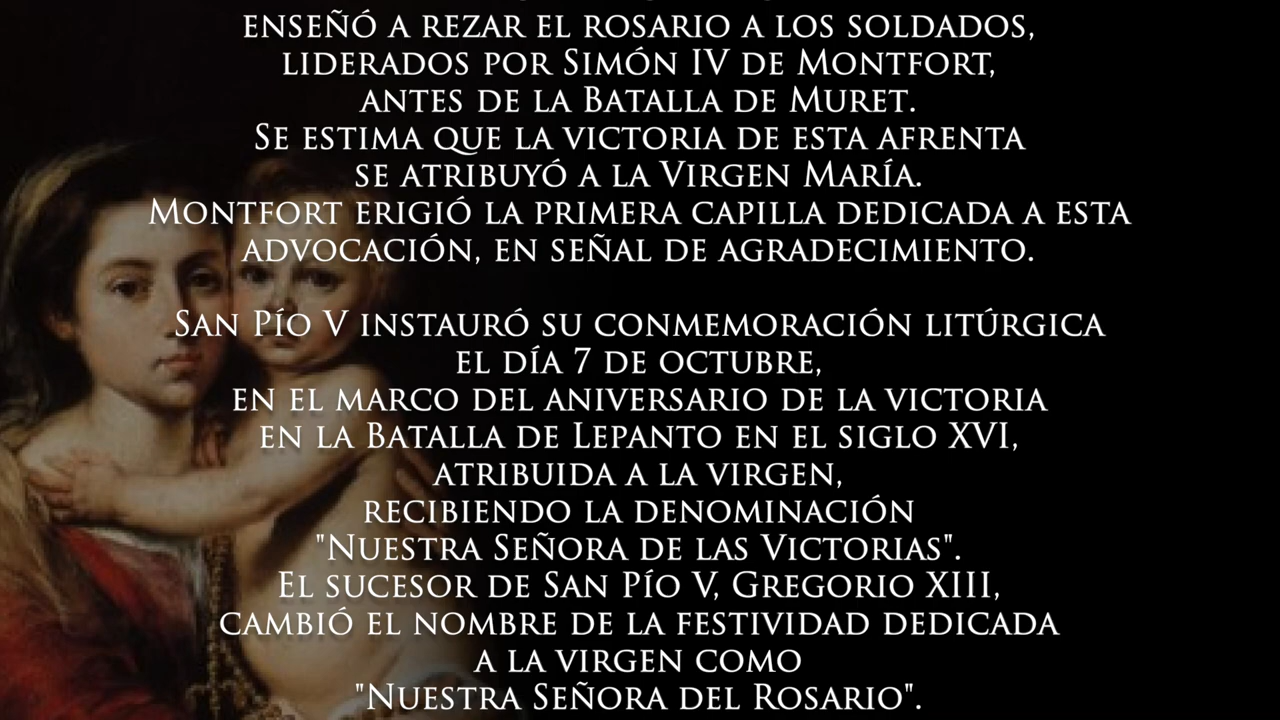 ENSEÑÓ A REZAR EL ROSARIO A LOS SOLDADOS,
LIDERADOS POR SIMÓN IV DE MONTFORT,
ANTES DE LA BATALLA DE MURET.
SE ESTIMA QUE LA VICTORIA DE ESTA AFRENTA
SE ATRIBUYÓ A LA VIRGEN MARÍA.
MONTFORT ERIGIÓ LA PRIMERA CAPILLA DEDICADA A ESTA
ADVOCACIÓN, EN SEÑAL DE AGRADECIMIENTO.
SAN PÍO V INSTAURÓ SU CONMEMORACIÓN LITÚRGICA
EL DÍA 7 DE OCTUBRE,
EN EL MARCO DEL ANIVERSARIO DE LA VICTORIA
EN LA BATALLA DE LEPANTO EN EL SIGLO XVI,
ATRIBUIDA A LA VIRGEN,
RECIBIENDO LA DENOMINACIÓN
"NUESTRA SEÑORA DE LAS VICTORIAS".
EL SUCESOR DE SAN PÍO V, GREGORIO XIII,
CAMBIÓ EL NOMBRE DE LA FESTIVIDAD DEDICADA
A LA VIRGEN COMO
"NUESTRA SEÑORA DEL ROSARIO".